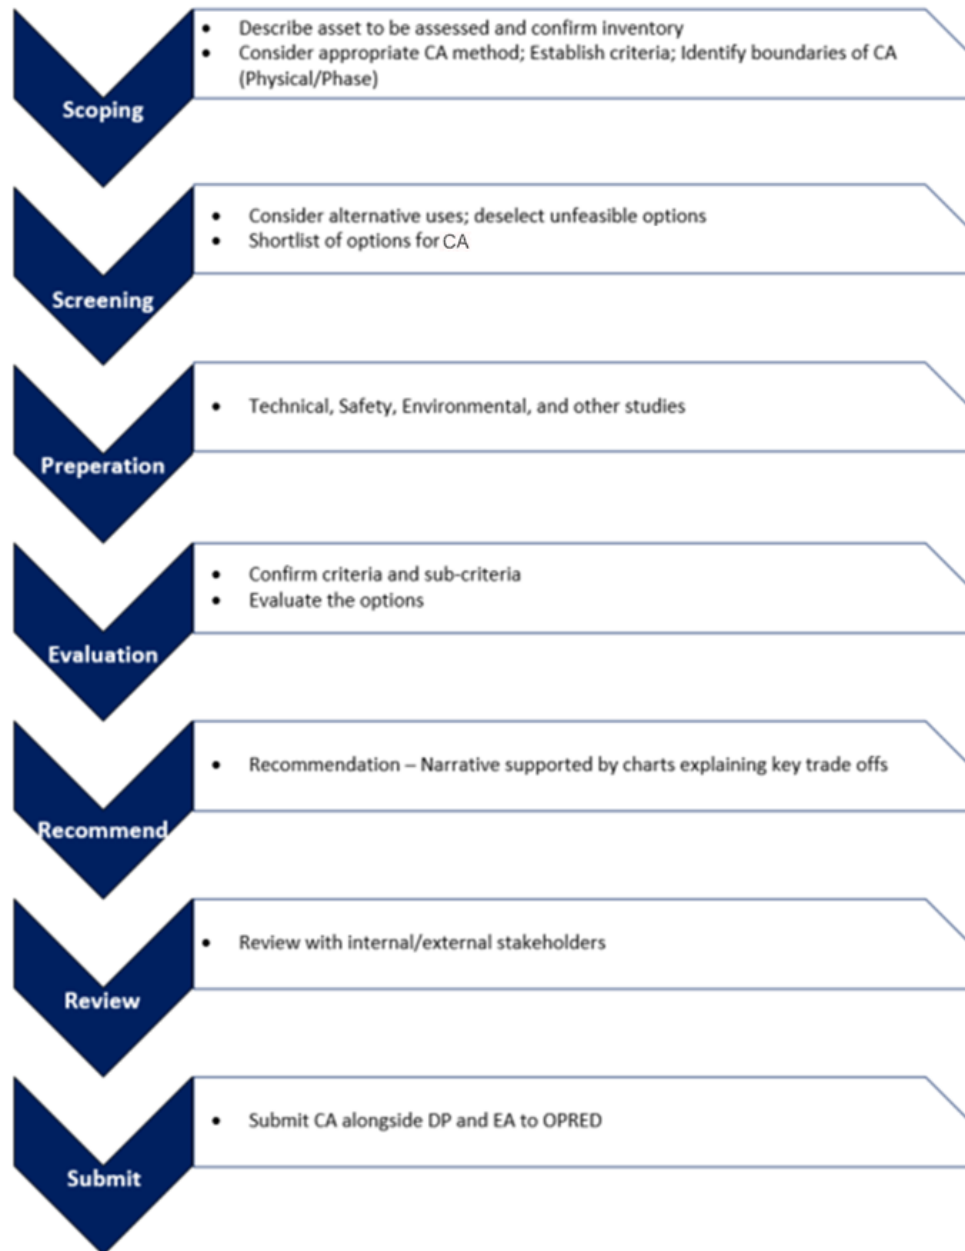 Scoping
• Describe asset to be assessed and confirm inventory
• Consider appropriate CA method; Establish criteria; Identify boundaries of CA
(Physical/Phase)
Screening
• Consider alternative uses; deselect unfeasible options
• Shortlist of options for CA
Preperation
• Technical, Safety, Environmental, and other studies
Evaluation
• Confirm criteria and sub-criteria
• Evaluate the options
Recommend
• Recommendation – Narrative supported by charts explaining key trade offs
Review
• Review with internal/external stakeholders
Submit
• Submit CA alongside DP and EA to OPRED